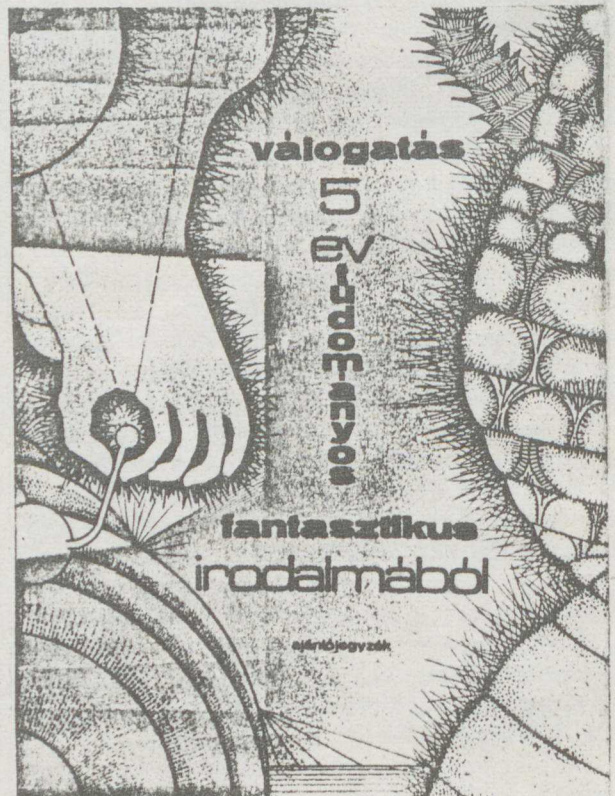 válogatás
5
év
tudományos
fantasztikus
irodalmából
ajánlójegyzék